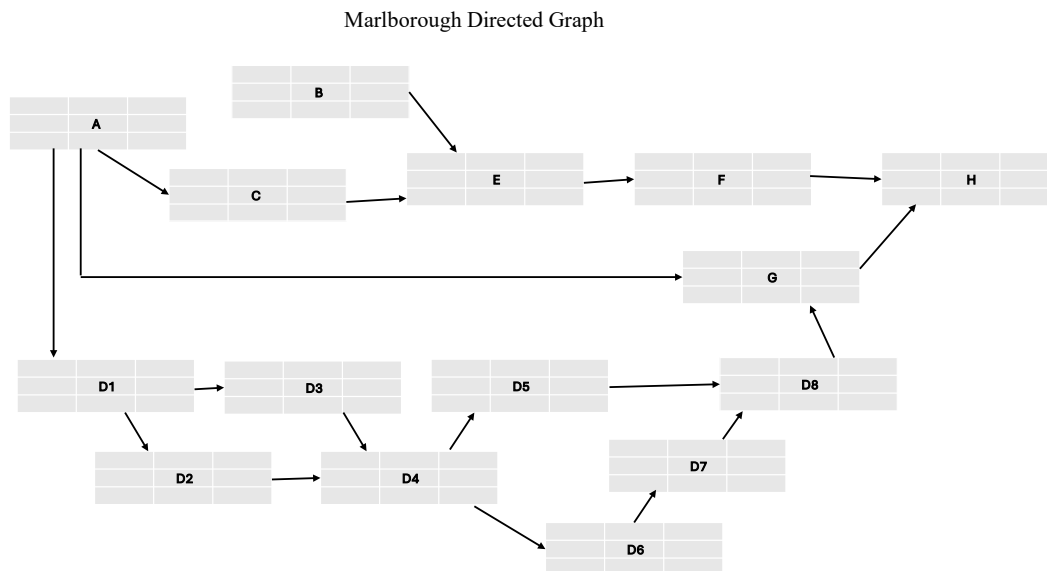 Marlborough Directed Graph
B
A
E
F
H
C
G
D1
D3
D5
D8
D7
D2
D4
D6